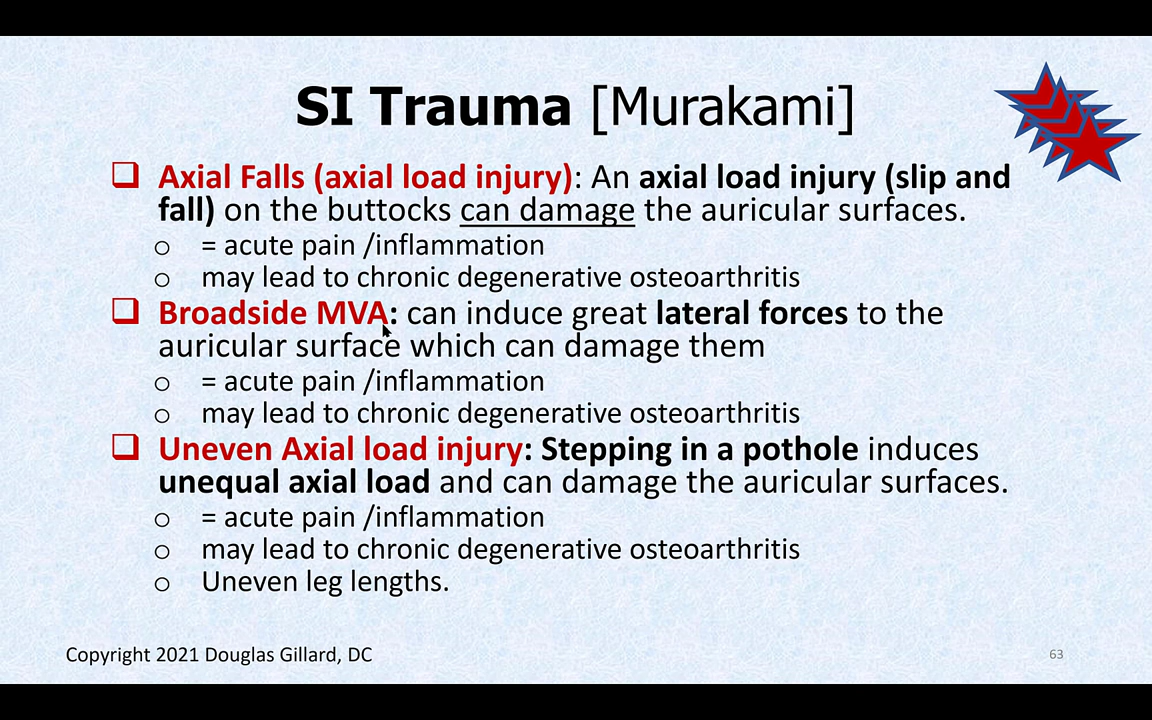 SI Trauma [Murakami]
Axial Falls (axial load injury): An axial load injury (slip and
fall) on the buttocks can damage the auricular surfaces.
o = acute pain /inflammation
o may lead to chronic degenerative osteoarthritis
Broadside MVA: can induce great lateral forces to the
auricular surface which can damage them
o = acute pain /inflammation
o may lead to chronic degenerative osteoarthritis
Uneven Axial load injury: Stepping in a pothole induces
unequal axial load and can damage the auricular surfaces.
o = acute pain /inflammation
o may lead to chronic degenerative osteoarthritis
o Uneven leg lengths.
Copyright 2021 Douglas Gillard, DC
63